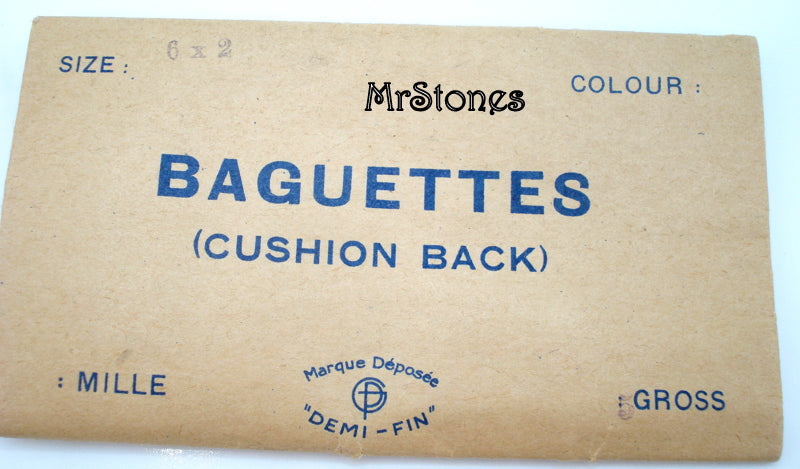 SIZE: 6 x 2
COLOUR :
MrStones
BAGUETTES
(CUSHION BACK)
: MILLE
Marque Déposée
"DEMI-FIN"
: GROSS